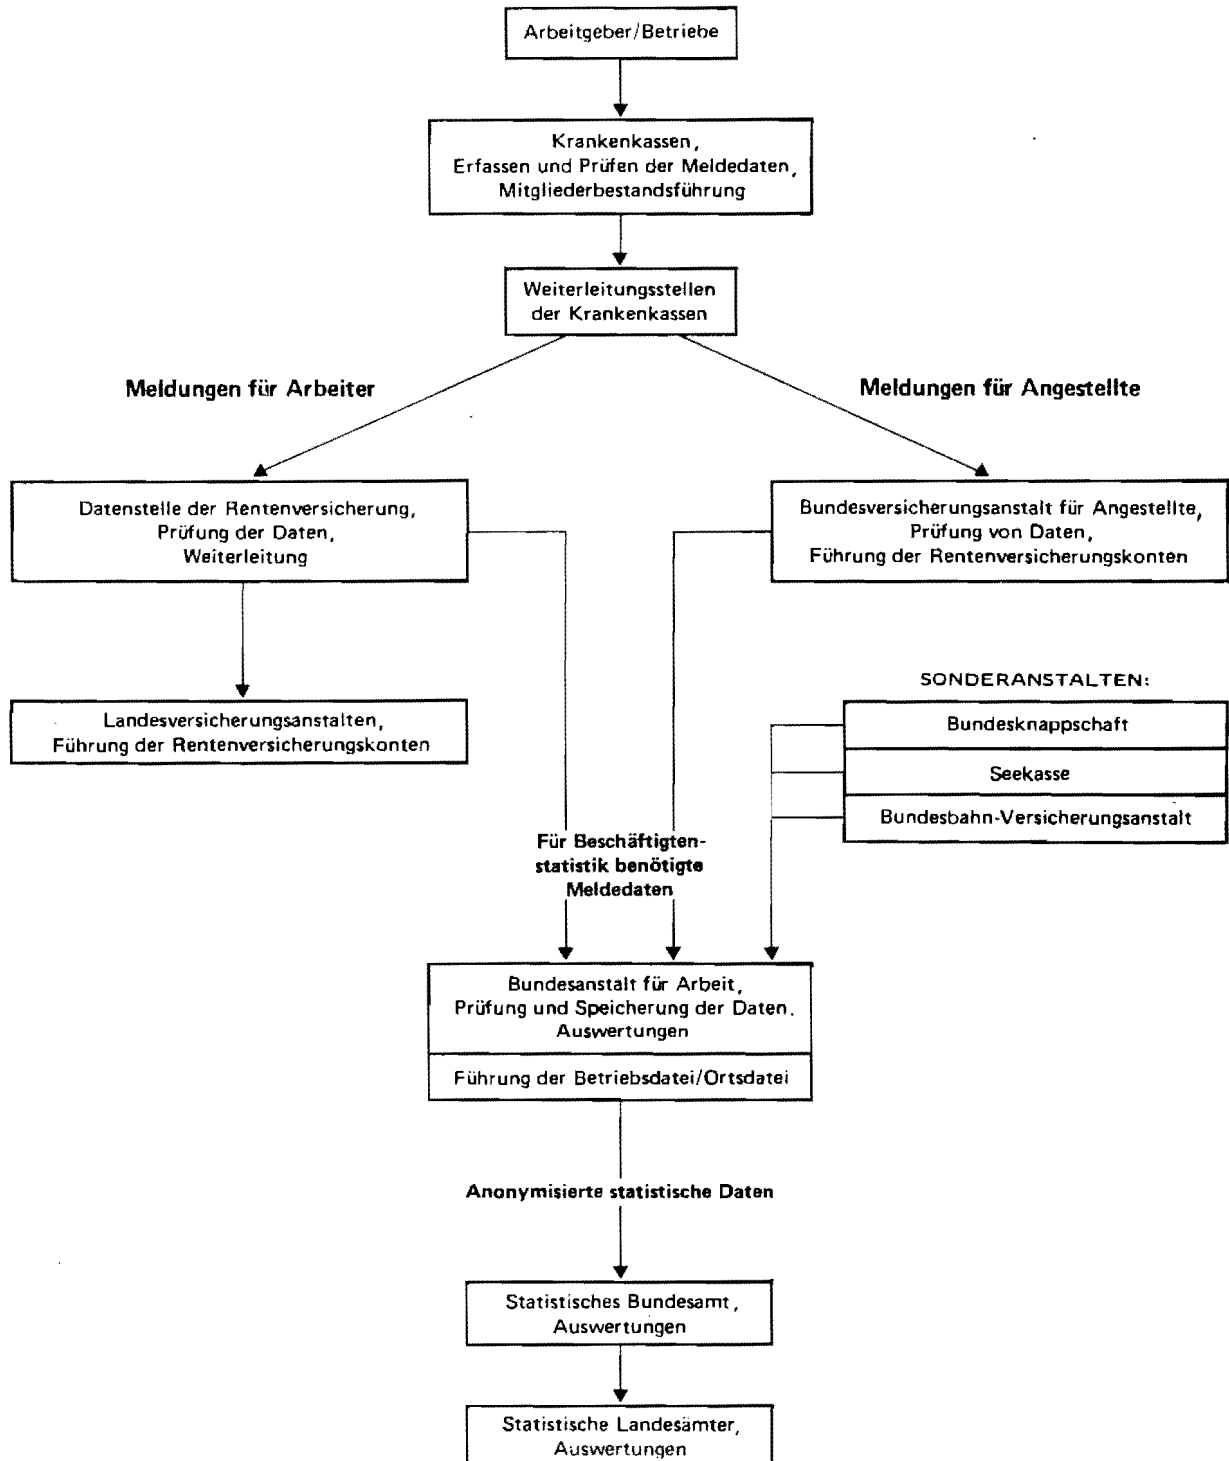 Arbeitgeber/Betriebe
Krankenkassen,
Erfassen und Prüfen der Meldedaten,
Mitgliederbestandsführung
Weiterleitungsstellen
der Krankenkassen
Meldungen für Arbeiter
Meldungen für Angestellte
Datenstelle der Rentenversicherung,
Prüfung der Daten,
Weiterleitung
Bundesversicherungsanstalt für Angestellte,
Prüfung von Daten,
Führung der Rentenversicherungskonten
Landesversicherungsanstalten,
Führung der Rentenversicherungskonten
SONDERANSTALTEN:
Bundesknappschaft
Seekasse
Bundesbahn-Versicherungsanstalt
Für Beschäftigten-
statistik benötigte
Meldedaten
Bundesanstalt für Arbeit,
Prüfung und Speicherung der Daten.
Auswertungen
Führung der Betriebsdatei/Ortsdatei
Anonymisierte statistische Daten
Statistisches Bundesamt,
Auswertungen
Statistische Landesämter,
Auswertungen